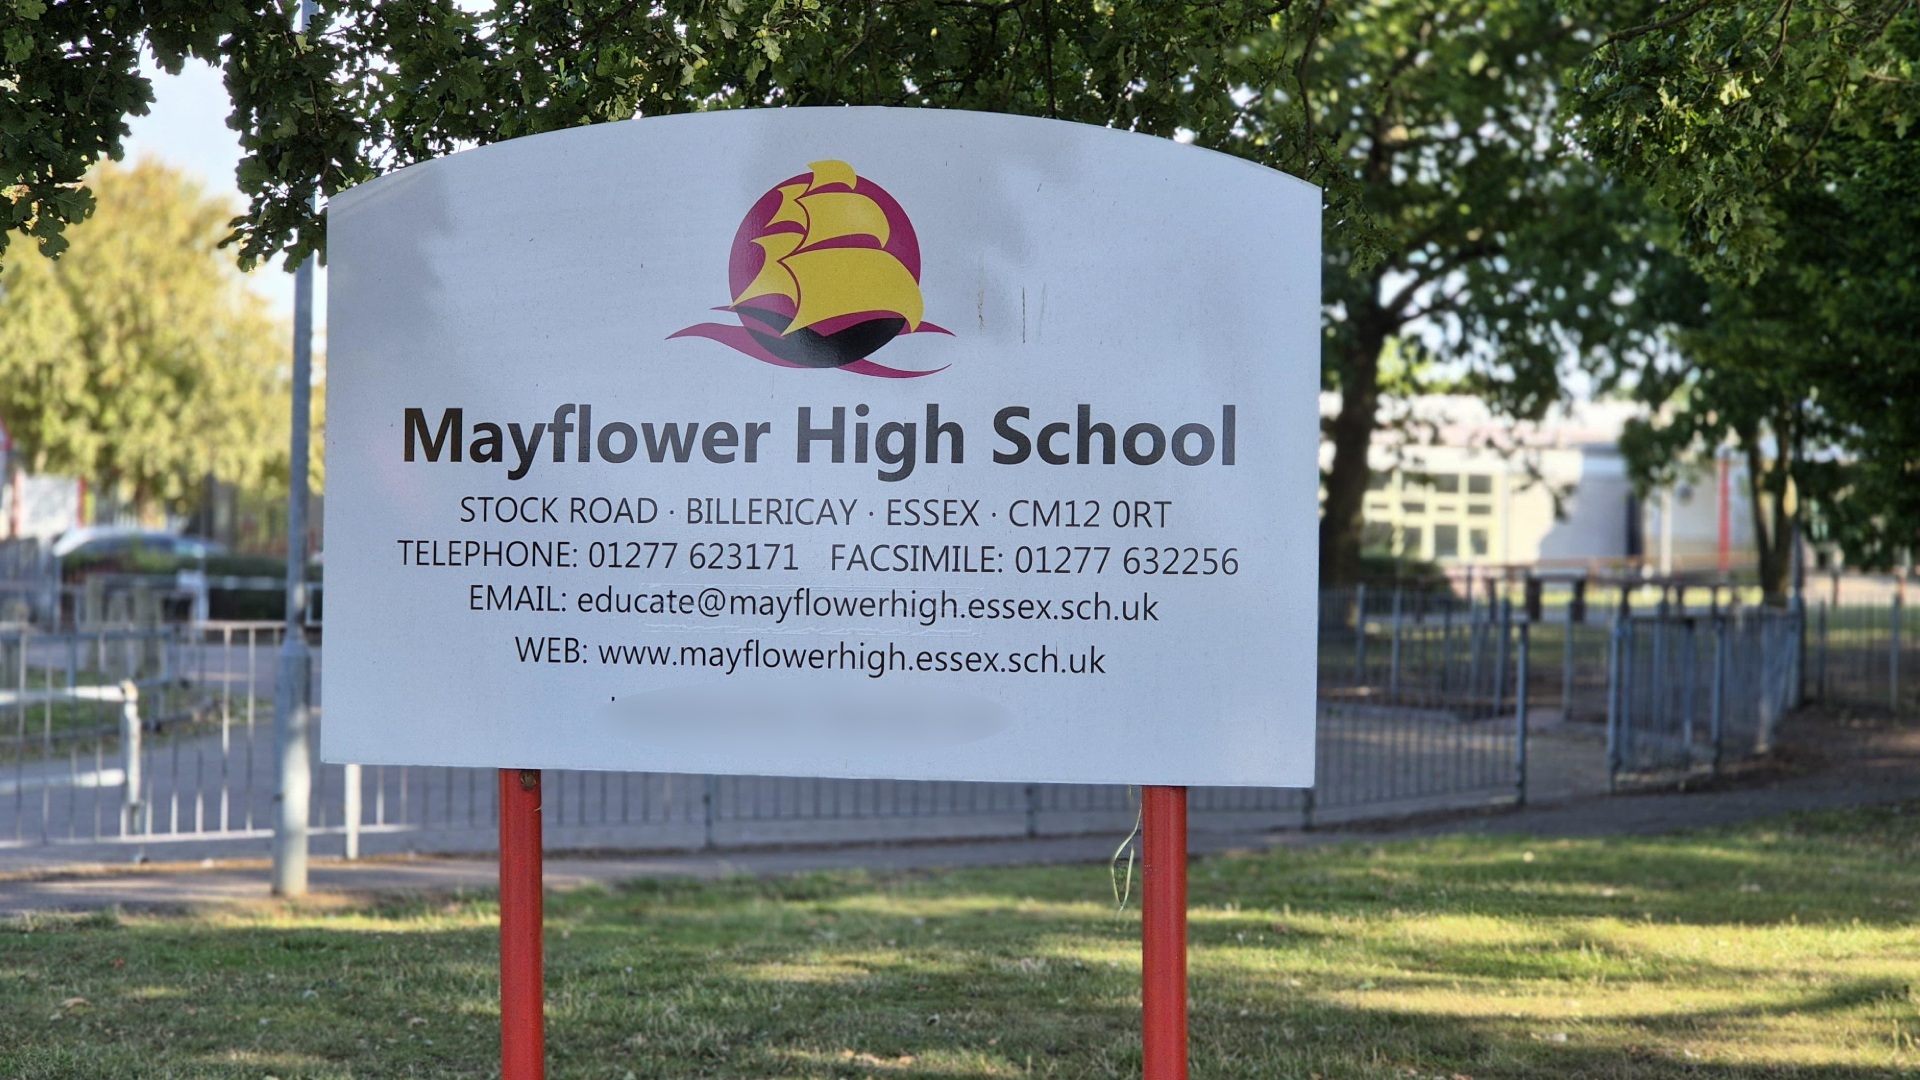 Mayflower High School
STOCK ROAD · BILLERICAY · ESSEX · CM12 0RT
TELEPHONE: 01277 623171 FACSIMILE: 01277 632256
EMAIL: educate@mayflowerhigh.essex.sch.uk
WEB: www.mayflowerhigh.essex.sch.uk